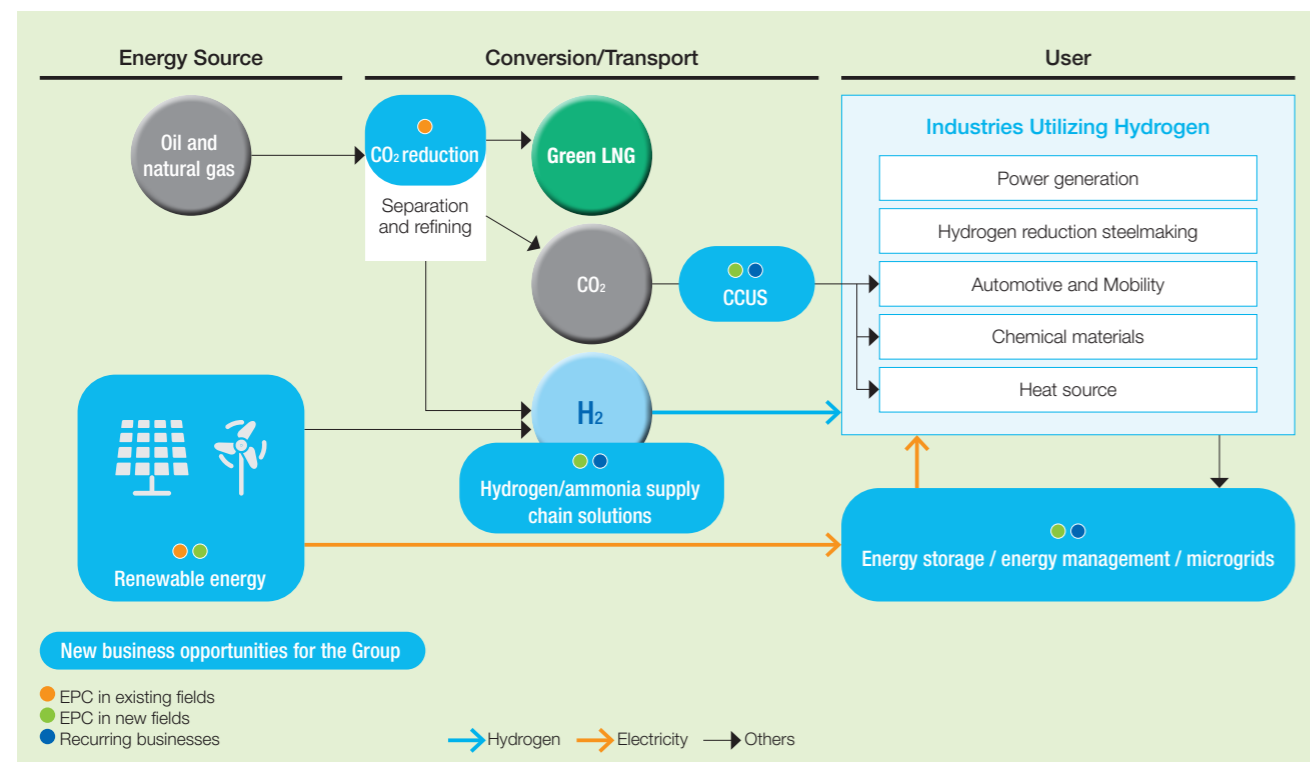 Energy Source
Conversion/Transport
User
Oil and
natural gas
CO₂ reduction
Separation
and refining
Green LNG
CO₂
CCUS
H₂
Hydrogen/ammonia supply
chain solutions
Renewable energy
Industries Utilizing Hydrogen
Power generation
Hydrogen reduction steelmaking
Automotive and Mobility
Chemical materials
Heat source
Energy storage / energy management / microgrids
New business opportunities for the Group
EPC in existing fields
EPC in new fields
Recurring businesses
Hydrogen
Electricity
Others